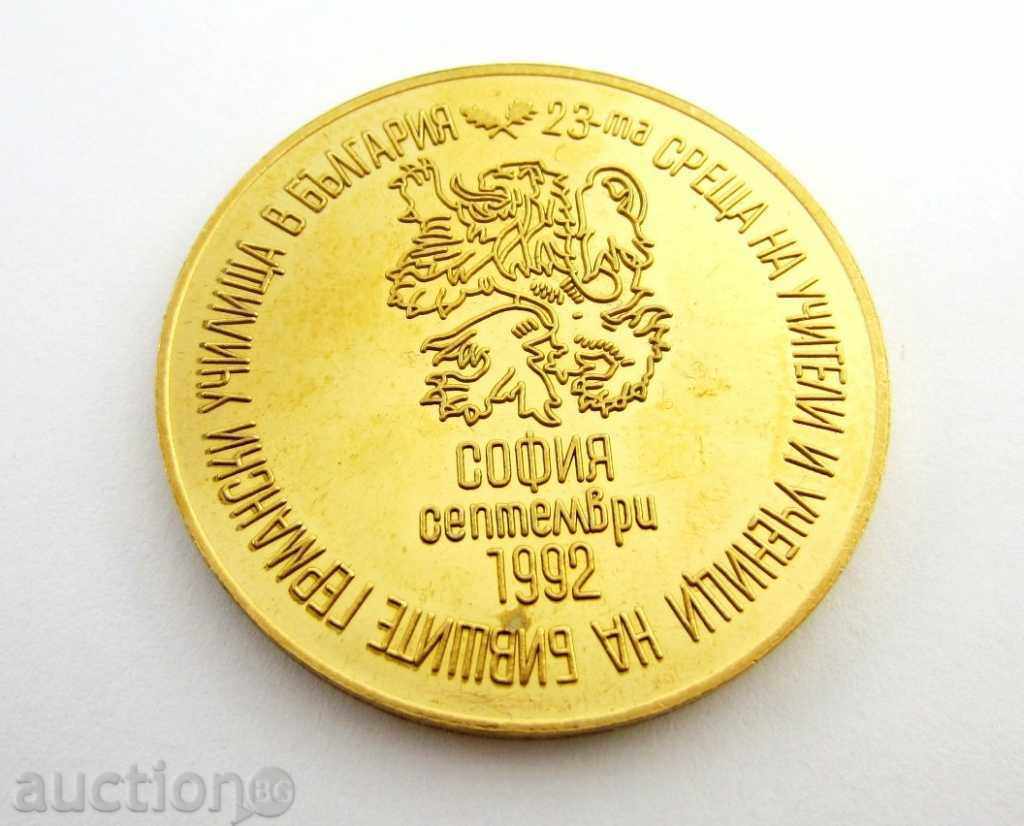 23-та СРЕЩА НА УЧИТЕЛИ И УЧЕНИЦИ НА БИВШИТЕ ГЕРМАНСКИ УЧИЛИЩА В БЪЛГАРИЯ
СОФИЯ
септември
1992
auction BG